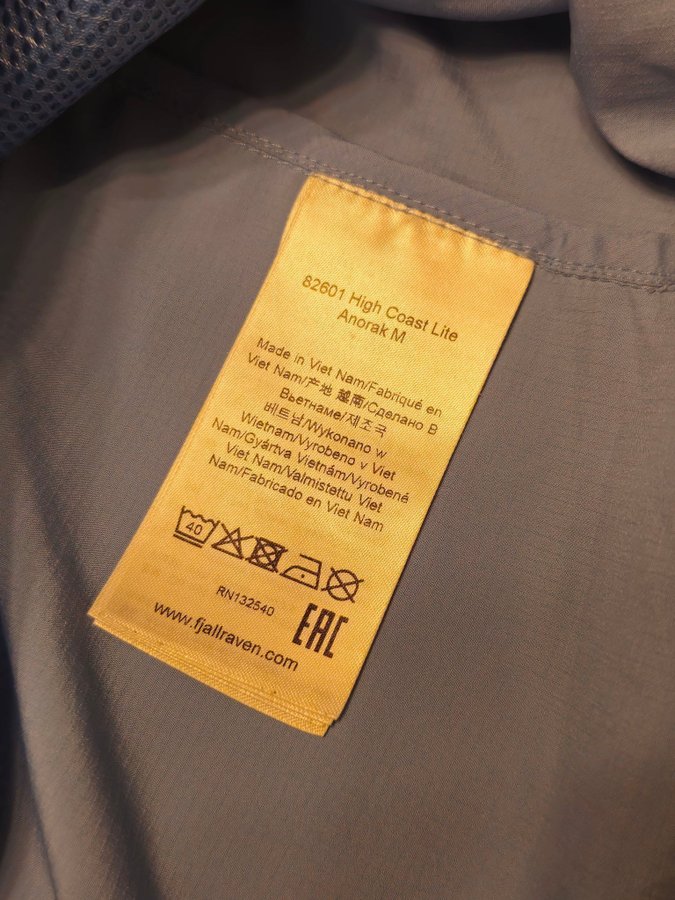 82601 High Coast Lite
Anorak M
Made in Viet Nam/Fabriqué en
Viet Nam/产地 越南/Сделано В
Вьетнаме/제조국
베트남/Wykonano w
Wietnam/Vyrobeno v Viet
Nam/Gyártva Vietnám/Vyrobené
Viet Nam/Valmistettu Viet
Nam/Fabricado en Viet Nam
40
RN132540
EAC
www.fjallraven.com